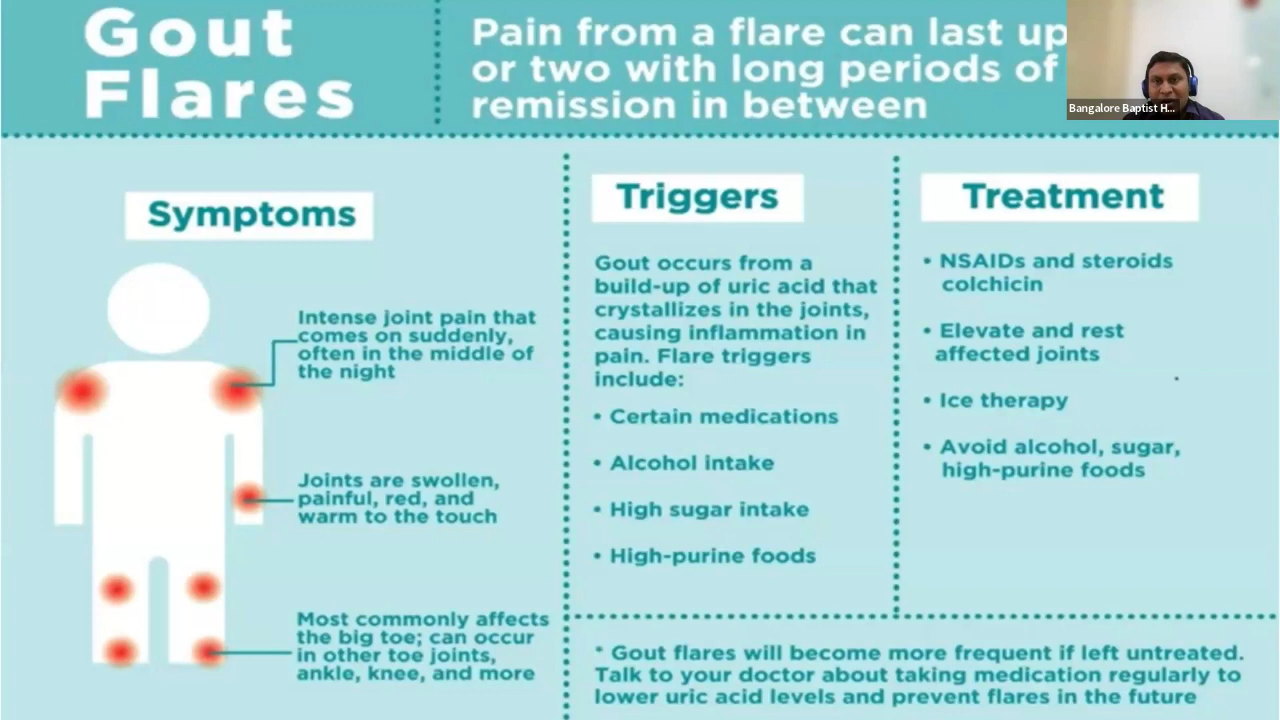 Gout
Flares
Pain from a flare can last up
or two with long periods of
remission in between
Bangalore Baptist H...
Symptoms
Intense joint pain that
comes on suddenly,
often in the middle of
the night
Joints are swollen,
painful, red, and
warm to the touch
Most commonly affects
the big toe; can occur
in other toe joints,
ankle, knee, and more
Triggers
Gout occurs from a
build-up of uric acid that
crystallizes in the joints,
causing inflammation in
pain. Flare triggers
include:
• Certain medications
• Alcohol intake
• High sugar intake
• High-purine foods
Treatment
• NSAIDs and steroids
colchicin
• Elevate and rest
affected joints
• Ice therapy
• Avoid alcohol, sugar,
high-purine foods
* Gout flares will become more frequent if left untreated.
Talk to your doctor about taking medication regularly to
lower uric acid levels and prevent flares in the future